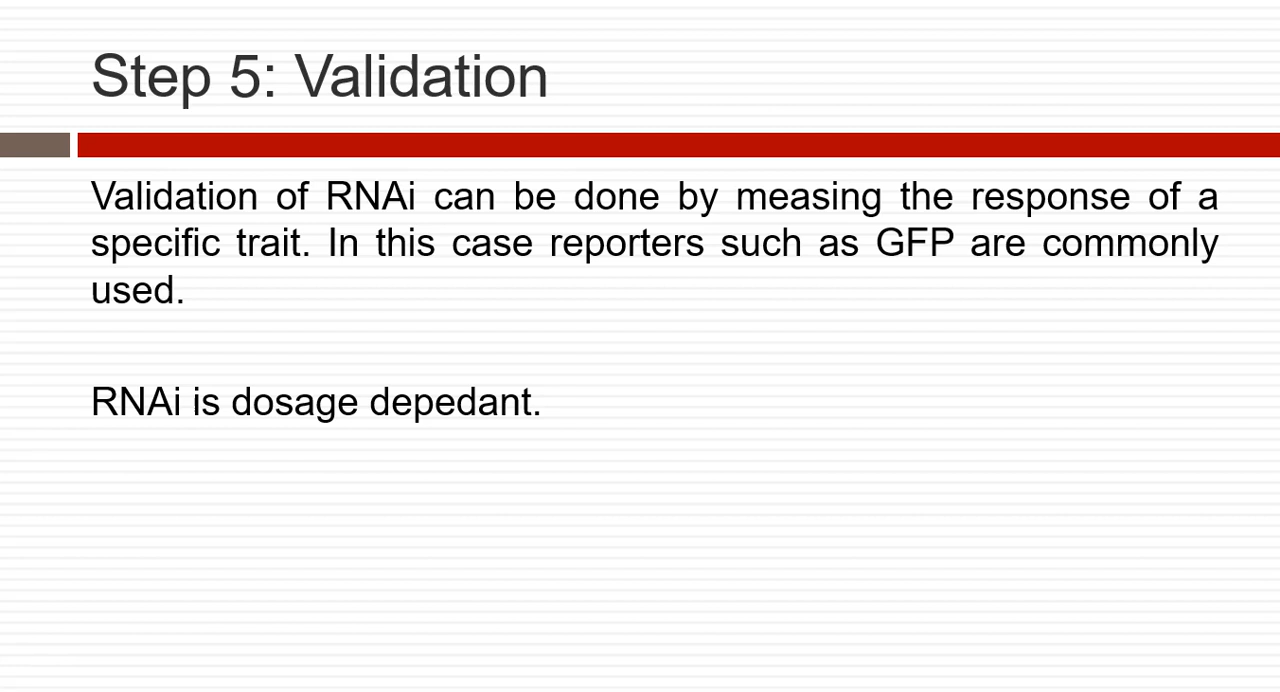 Step 5: Validation
Validation of RNAi can be done by measing the response of a
specific trait. In this case reporters such as GFP are commonly
used.
RNAi is dosage depedant.